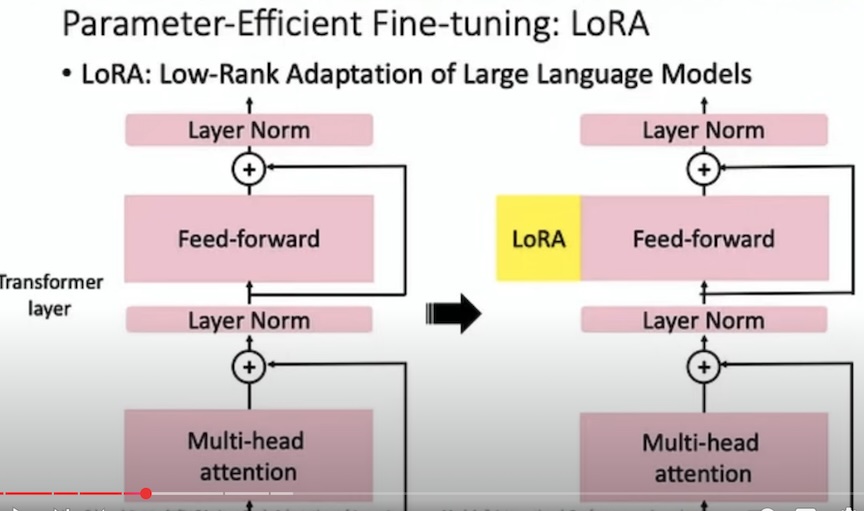 Parameter-Efficient Fine-tuning: LoRA
• LoRA: Low-Rank Adaptation of Large Language Models
Layer Norm
+
Feed-forward
Transformer
layer
Layer Norm
+
Multi-head
attention
Layer Norm
+
LoRA
Feed-forward
Layer Norm
+
Multi-head
attention